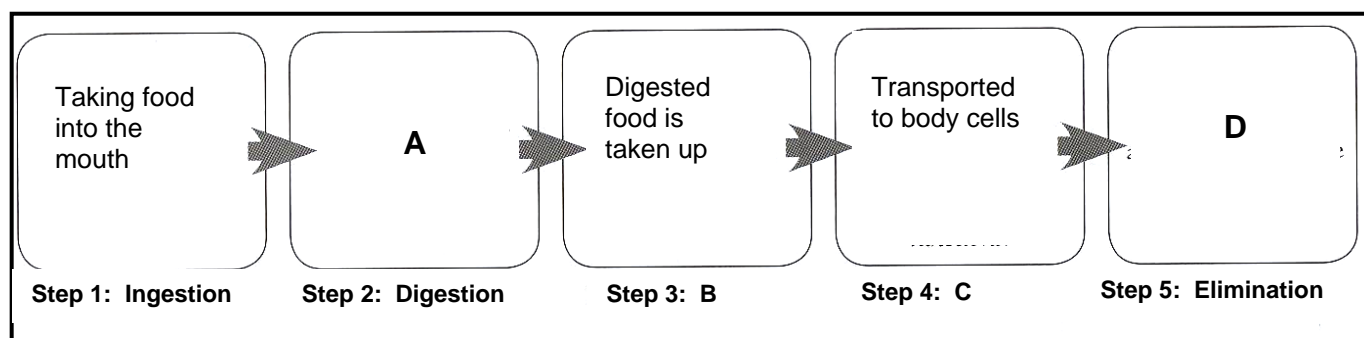 Taking food
into the
mouth
A
Digested
food is
taken up
Transported
to body cells
D
Step 1: Ingestion
Step 2: Digestion
Step 3: B
Step 4: C
Step 5: Elimination